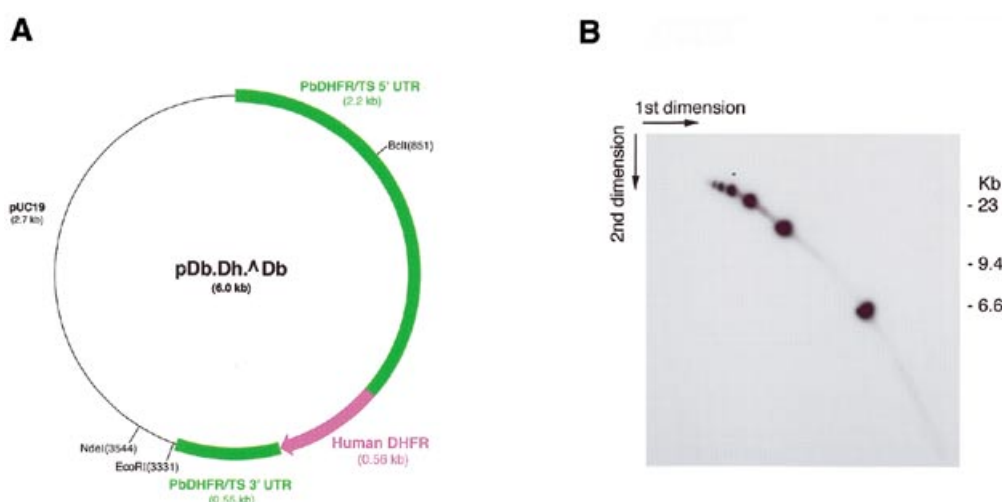 A
PbDHFR/TS 5' UTR
(2.2 kb)
BclI(851)
pUC19
(2.7 kb)
pDb.Dh.^Db
(6.0 kb)
Human DHFR
(0.56 kb)
NdeI(3544)
EcoRI(3331)
PbDHFR/TS 3' UTR
(0.55 kb)
B
1st dimension
2nd dimension
Kb
- 23
- 9.4
- 6.6